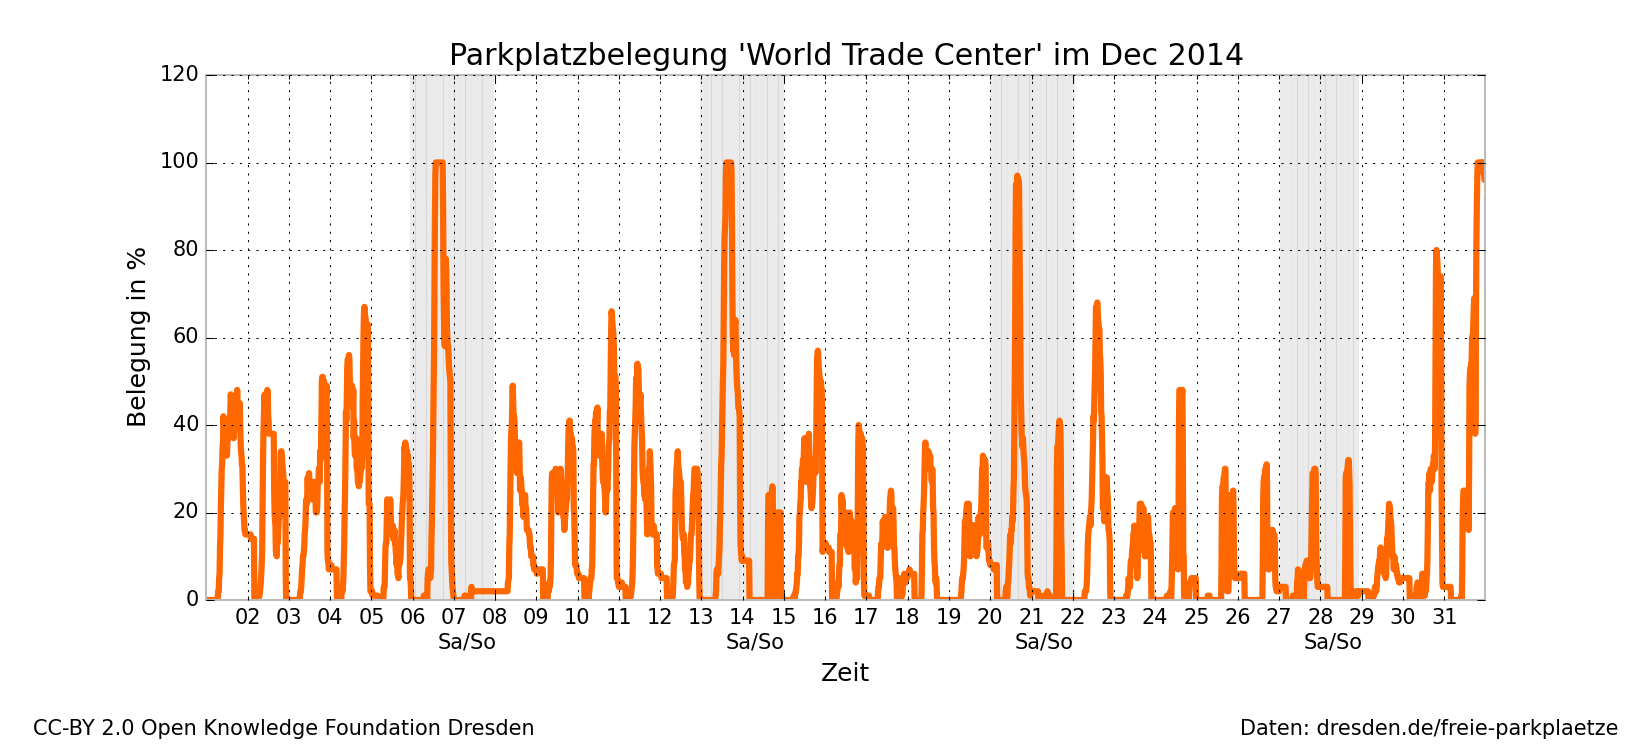 Parkplatzbelegung 'World Trade Center' im Dec 2014
120
100
80
60
40
20
0
Belegung in %
02 03 04 05 06 07 08 09 10 11 12 13 14 15 16 17 18 19 20 21 22 23 24 25 26 27 28 29 30 31
Sa/So Sa/So Sa/So Sa/So
Zeit
CC-BY 2.0 Open Knowledge Foundation Dresden
Daten: dresden.de/freie-parkplaetze